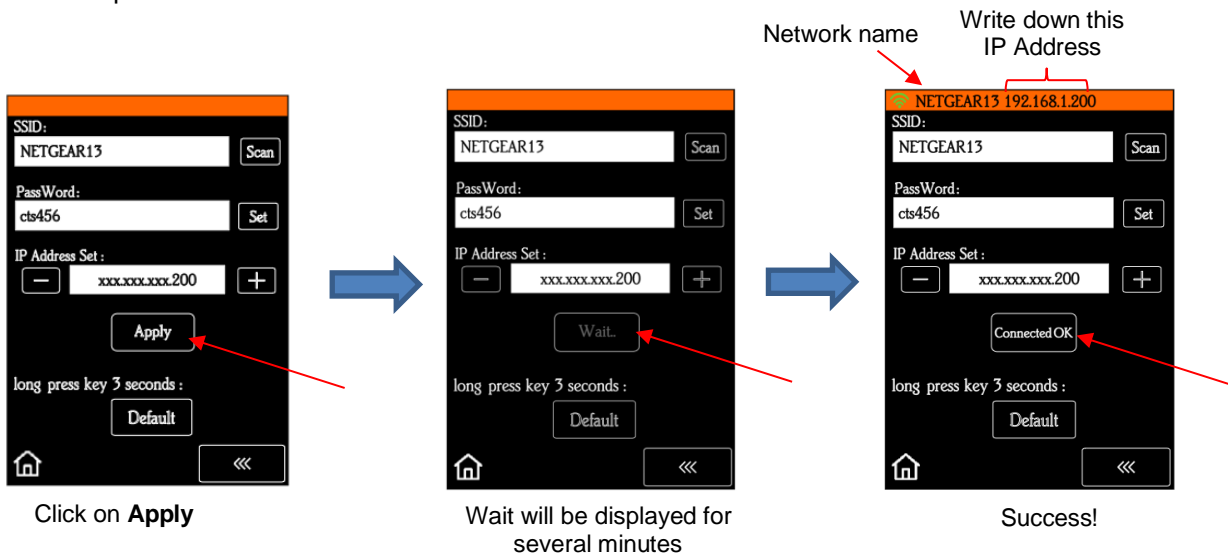 Network name
Write down this
IP Address
SSID:
NETGEAR13
Scan
PassWord:
cts456
Set
IP Address Set :
—
xxx.xxx.xxx.200
+
Apply
long press key 3 seconds :
Default
<<<
Click on Apply
SSID:
NETGEAR13
Scan
PassWord:
cts456
Set
IP Address Set :
—
xxx.xxx.xxx.200
+
Wait..
long press key 3 seconds :
Default
<<<
Wait will be displayed for
several minutes
NETGEAR13 192.168.1.200
SSID:
NETGEAR13
Scan
PassWord:
cts456
Set
IP Address Set :
—
xxx.xxx.xxx.200
+
Connected OK
long press key 3 seconds :
Default
<<<
Success!